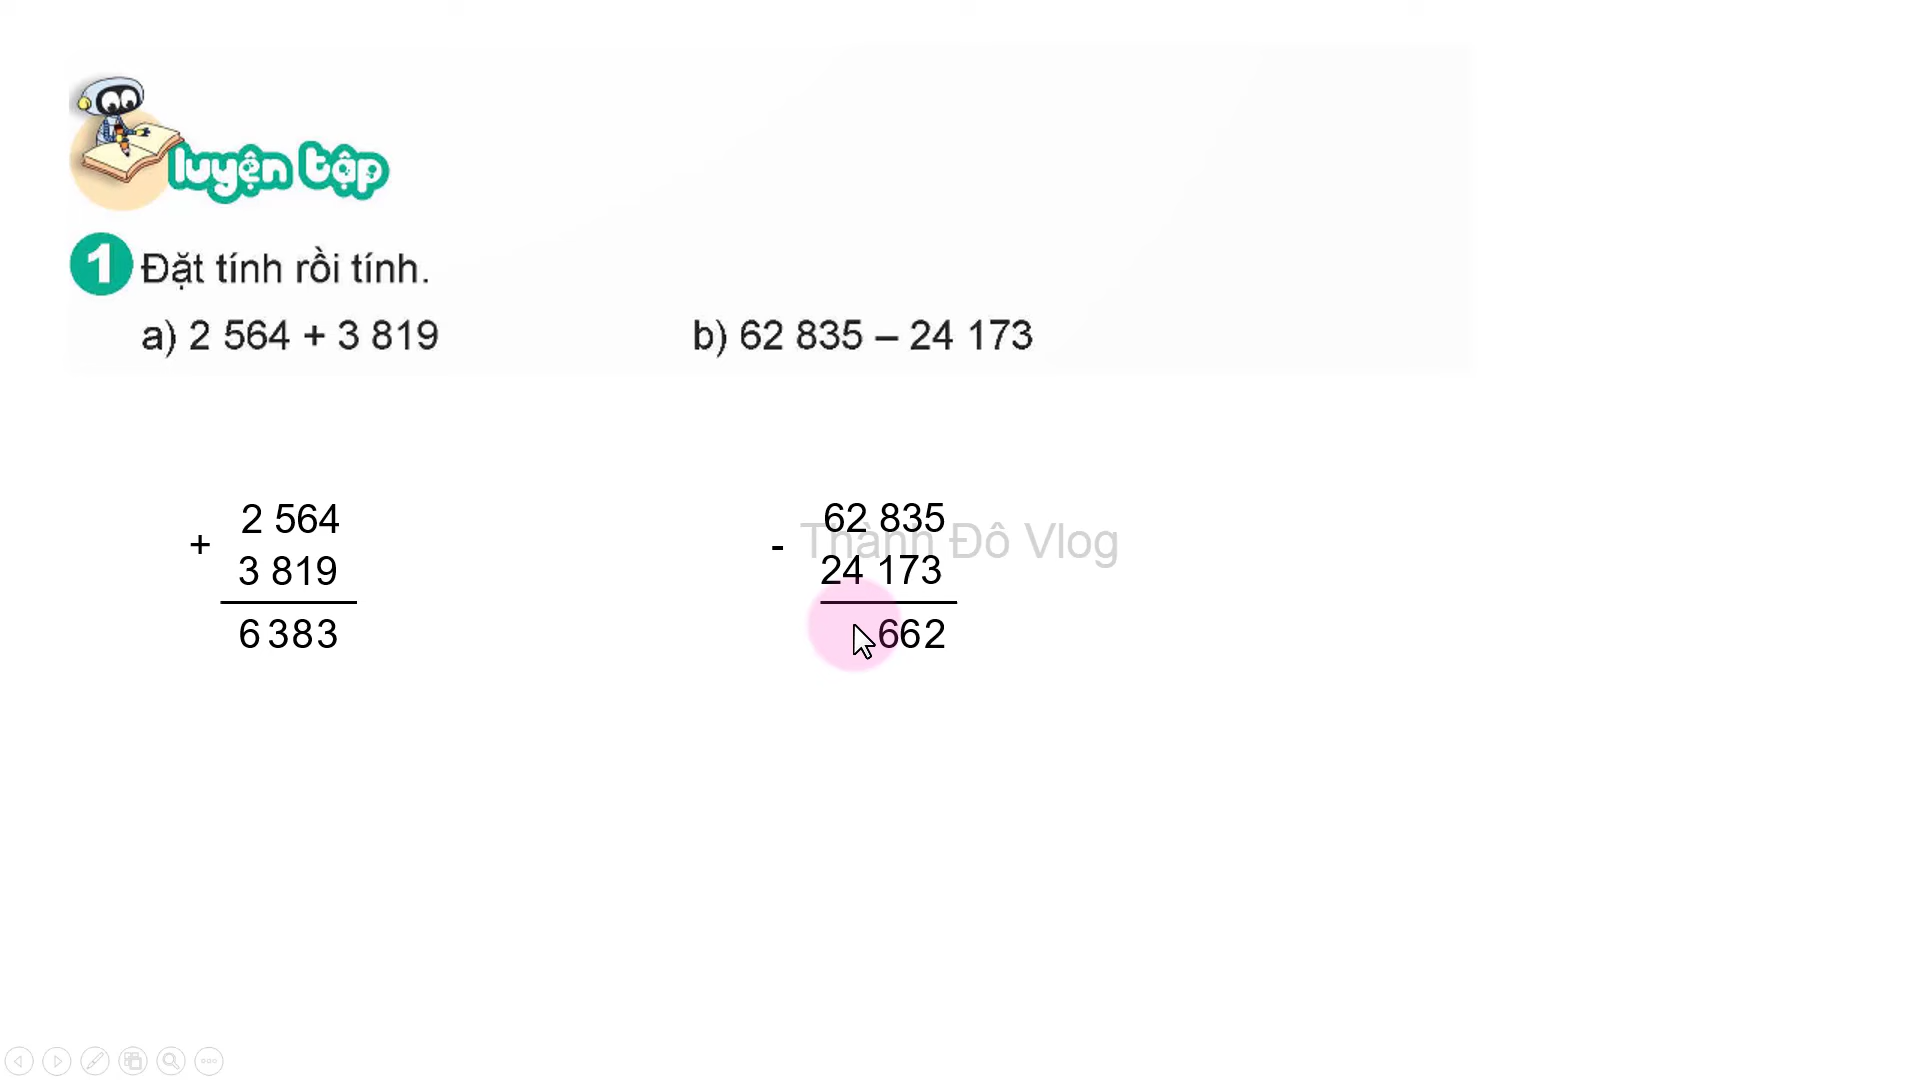 luyện tập
1 Đặt tính rồi tính.
a) 2 564 + 3 819
b) 62 835 – 24 173
2 564
+
3 819
6 383
62 835
-
24 173
662
Thành Đô Vlog